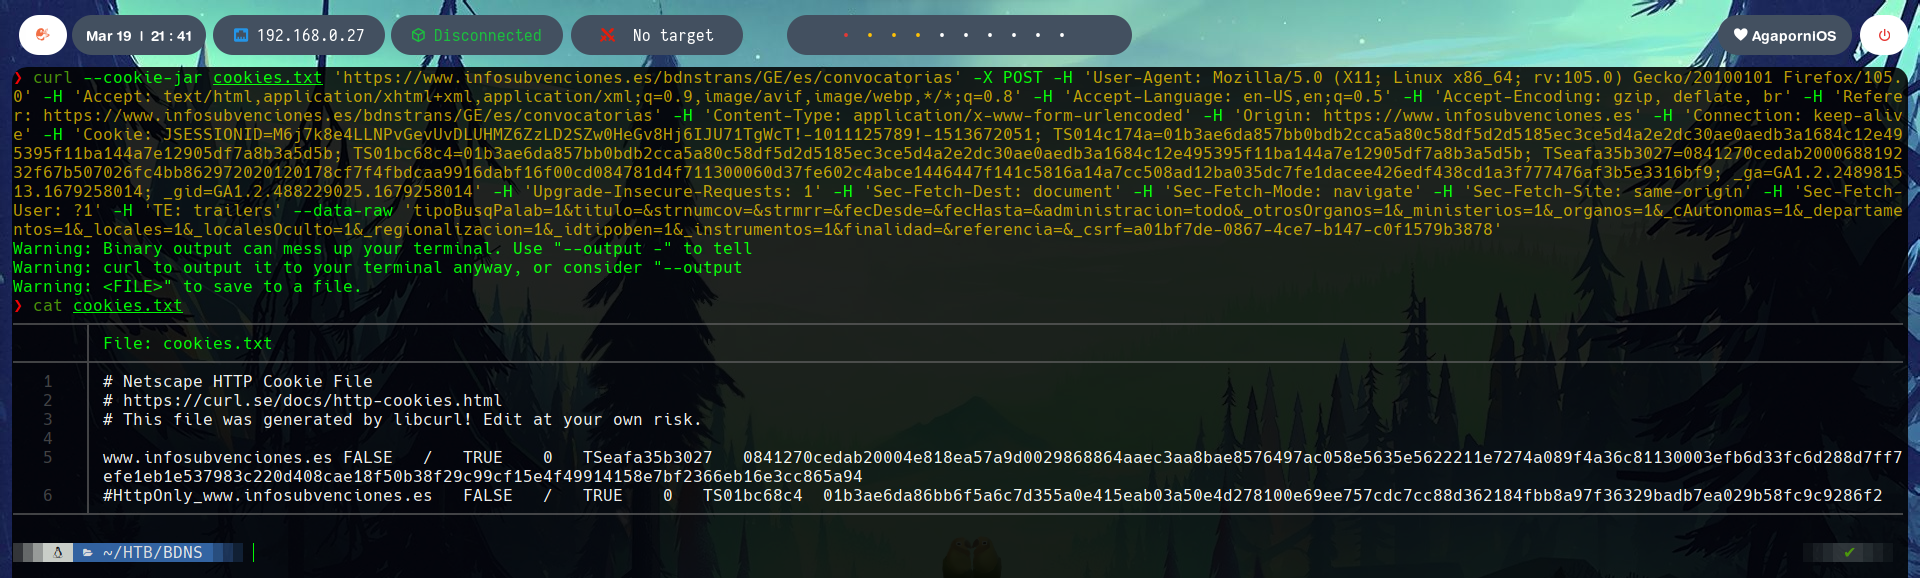 Mar 19 | 21:41
192.168.0.27
Disconnected
No target
AgaporniOS
❯ curl --cookie-jar cookies.txt 'https://www.infosubvenciones.es/bdnstrans/GE/es/convocatorias' -X POST -H 'User-Agent: Mozilla/5.0 (X11; Linux x86_64; rv:105.0) Gecko/20100101 Firefox/105.
0' -H 'Accept: text/html,application/xhtml+xml,application/xml;q=0.9,image/avif,image/webp,*/*;q=0.8' -H 'Accept-Language: en-US,en;q=0.5' -H 'Accept-Encoding: gzip, deflate, br' -H 'Refere
r: https://www.infosubvenciones.es/bdnstrans/GE/es/convocatorias' -H 'Content-Type: application/x-www-form-urlencoded' -H 'Origin: https://www.infosubvenciones.es' -H 'Connection: keep-aliv
e' -H 'Cookie: JSESSIONID=M6j7k8e4LLNPvGevUvDLUHMZ6ZzLD2SZw0HeGv8Hj6IJU71TgWcT!-1011125789!-1513672051; TS014c174a=01b3ae6da857bb0bdb2cca5a80c58df5d2d5185ec3ce5d4a2e2dc30ae0aedb3a1684c12e49
5395f11ba144a7e12905df7a8b3a5d5b; TS01bc68c4=01b3ae6da857bb0bdb2cca5a80c58df5d2d5185ec3ce5d4a2e2dc30ae0aedb3a1684c12e495395f11ba144a7e12905df7a8b3a5d5b; TSeafa35b3027=0841270cedab2000688192
32f67b507026fc4bb862972020120178cf7f4fbdcaa9916dabf16f00cd084781d4f711300060d37fe602c4abce1446447f141c5816a14a7cc508ad12ba035dc7fe1dacee426edf438cd1a3f777476af3b5e3316bf9; _ga=GA1.2.2489815
13.1679258014; _gid=GA1.2.488229025.1679258014' -H 'Upgrade-Insecure-Requests: 1' -H 'Sec-Fetch-Dest: document' -H 'Sec-Fetch-Mode: navigate' -H 'Sec-Fetch-Site: same-origin' -H 'Sec-Fetch-
User: ?1' -H 'TE: trailers' --data-raw 'tipoBusqPalab=1&titulo=&strnumcov=&strmrr=&fecDesde=&fecHasta=&administracion=todo&_otrosOrganos=1&_ministerios=1&_organos=1&_cAutonomas=1&_departame
ntos=1&_locales=1&_localesOculto=1&_regionalizacion=1&_idtipoben=1&_instrumentos=1&finalidad=&referencia=&_csrf=a01bf7de-0867-4ce7-b147-c0f1579b3878'
Warning: Binary output can mess up your terminal. Use "--output -" to tell
Warning: curl to output it to your terminal anyway, or consider "--output
Warning: <FILE>" to save to a file.
❯ cat cookies.txt
File: cookies.txt
1 # Netscape HTTP Cookie File
2 # https://curl.se/docs/http-cookies.html
3 # This file was generated by libcurl! Edit at your own risk.
4
5 www.infosubvenciones.es FALSE / TRUE 0 TSeafa35b3027 0841270cedab20004e818ea57a9d0029868864aaec3aa8bae8576497ac058e5635e5622211e7274a089f4a36c81130003efb6d33fc6d288d7ff7
efe1eb1e537983c220d408cae18f50b38f29c99cf15e4f49914158e7bf2366eb16e3cc865a94
6 #HttpOnly_www.infosubvenciones.es FALSE / TRUE 0 TS01bc68c4 01b3ae6da86bb6f5a6c7d355a0e415eab03a50e4d278100e69ee757cdc7cc88d362184fbb8a97f36329badb7ea029b58fc9c9286f2
~/HTB/BDNS